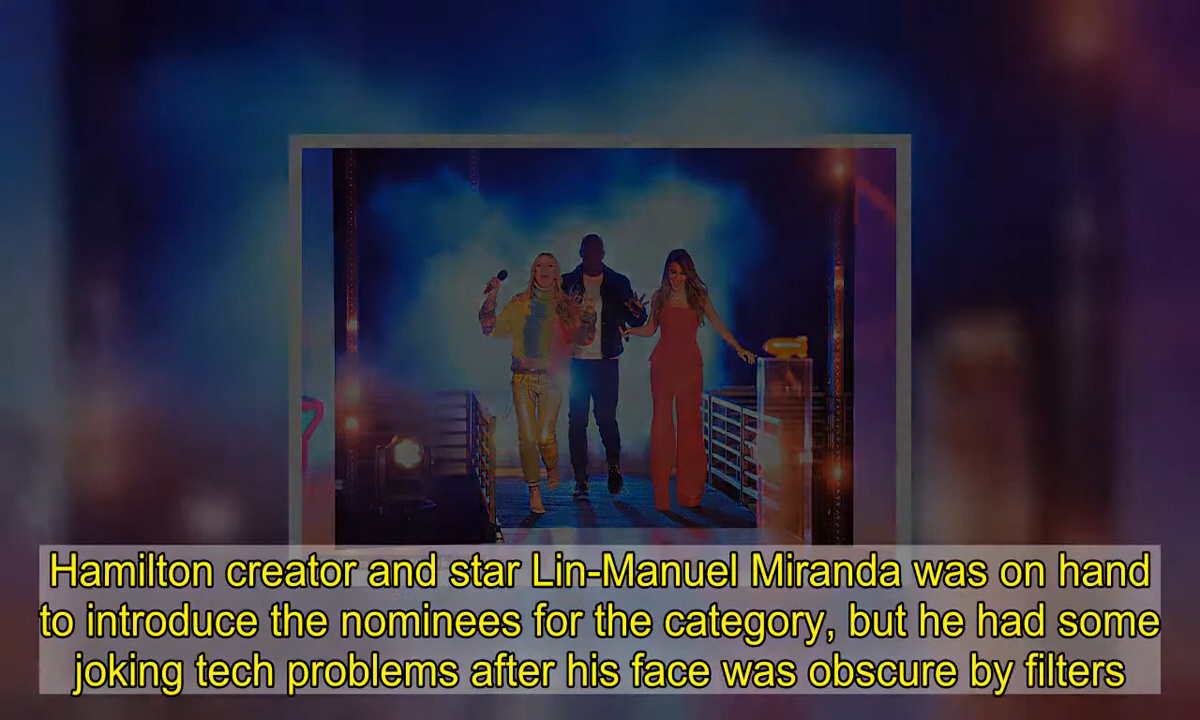 Hamilton creator and star Lin-Manuel Miranda was on hand
to introduce the nominees for the category, but he had some
joking tech problems after his face was obscure by filters